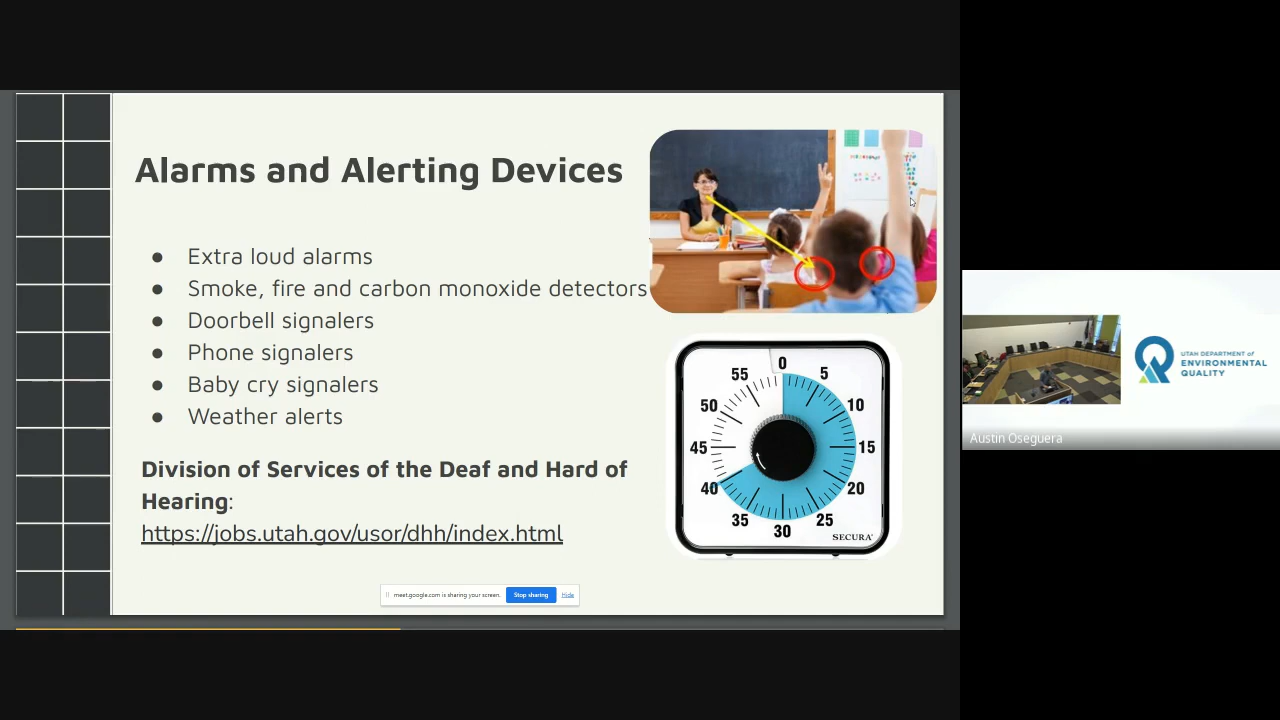 Alarms and Alerting Devices
● Extra loud alarms
● Smoke, fire and carbon monoxide detectors
● Doorbell signalers
● Phone signalers
● Baby cry signalers
● Weather alerts
Division of Services of the Deaf and Hard of
Hearing:
https://jobs.utah.gov/usor/dhh/index.html
0
5
10
15
20
25
30
35
40
45
50
55
SECURA
meet.google.com is sharing your screen.
Stop sharing
Hide
UTAH DEPARTMENT of
ENVIRONMENTAL
QUALITY
Austin Oseguera